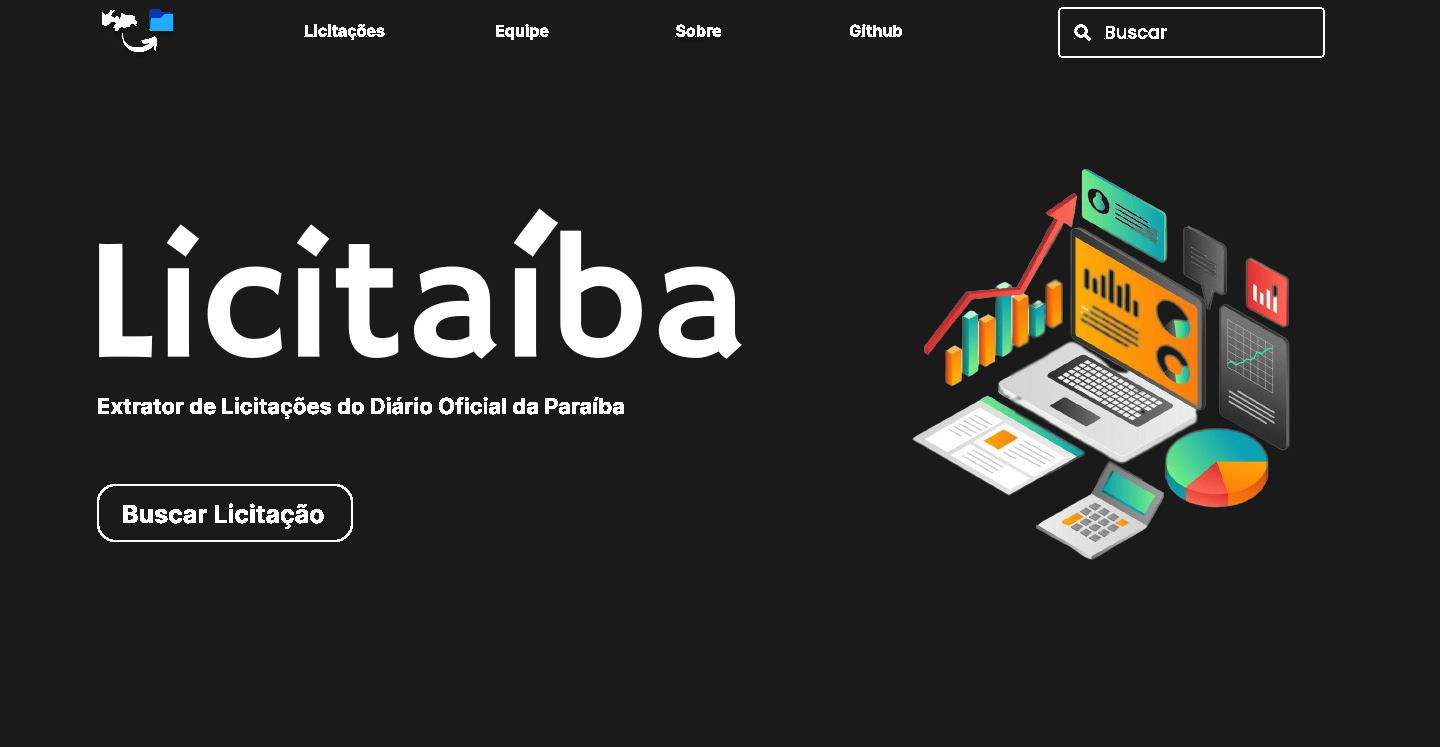 Licitações
Equipe
Sobre
Github
Buscar
Licitaíba
Extrator de Licitações do Diário Oficial da Paraíba
Buscar Licitação